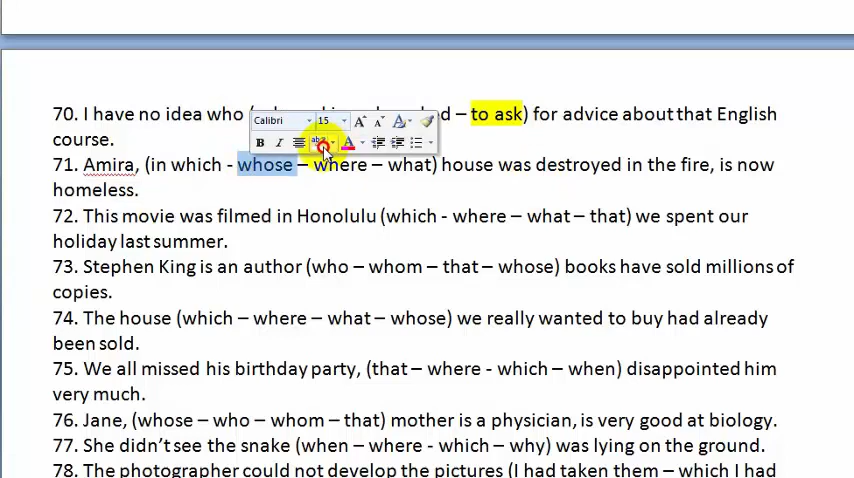 70. I have no idea who ( – to ask) for advice about that English
Calibri 15 A A A
course.
B I ab A
71. Amira, (in which - whose – where – what) house was destroyed in the fire, is now
homeless.
72. This movie was filmed in Honolulu (which - where – what – that) we spent our
holiday last summer.
73. Stephen King is an author (who – whom – that – whose) books have sold millions of
copies.
74. The house (which – where – what – whose) we really wanted to buy had already
been sold.
75. We all missed his birthday party, (that – where - which – when) disappointed him
very much.
76. Jane, (whose – who – whom – that) mother is a physician, is very good at biology.
77. She didn't see the snake (when – where - which – why) was lying on the ground.
78. The photographer could not develop the pictures (I had taken them – which I had